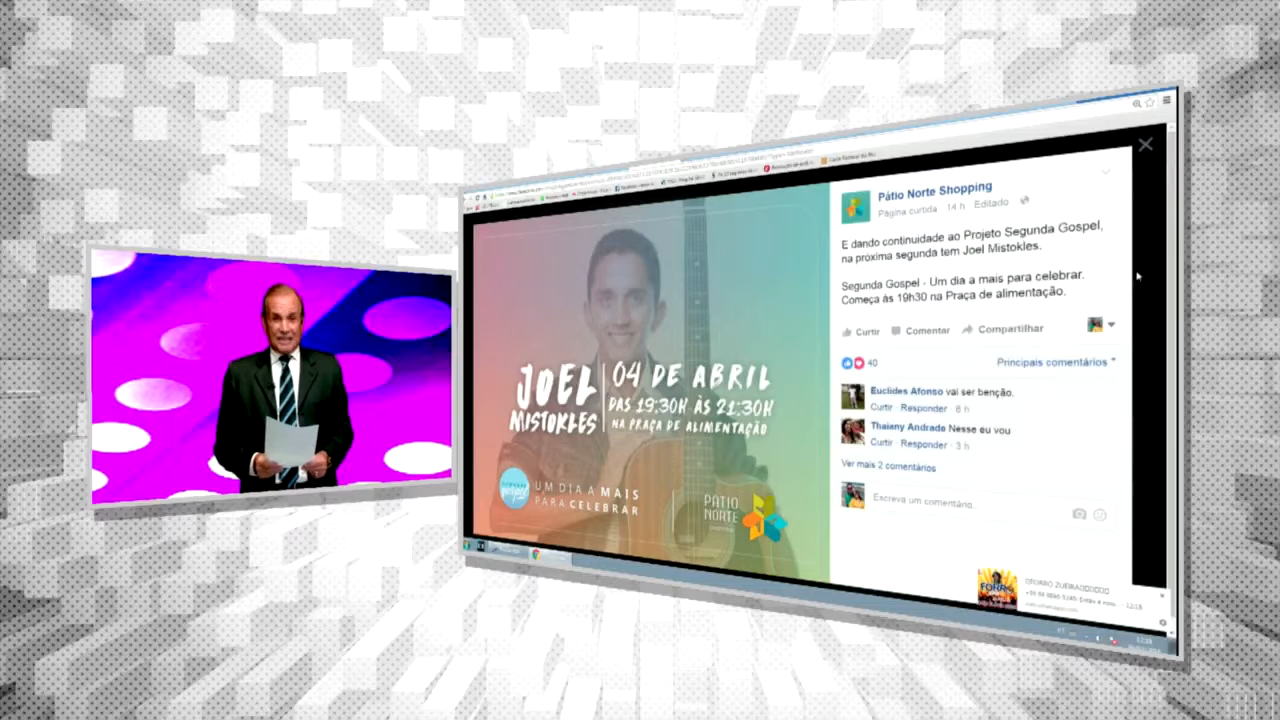 JOEL
MISTOKLES
04 DE ABRIL
DAS 19:30H ÀS 21:30H
NA PRAÇA DE ALIMENTAÇÃO
UM DIA A MAIS
PARA CELEBRAR
PATIO
NORTE
Pátio Norte Shopping
Página curtida 14 h Editado
E dando continuidade ao Projeto Segunda Gospel,
na próxima segunda tem Joel Mistokles.
Segunda Gospel - Um dia a mais para celebrar.
Começa às 19h30 na Praça de alimentação.
Curtir Comentar Compartilhar
40 Principais comentários
Euclides Afonso vai ser benção.
Curtir · Responder · 6 h
Thaiany Andrade Nesse eu vou
Curtir · Responder · 3 h
Ver mais 2 comentários
Escreva um comentário.
FORRÓ